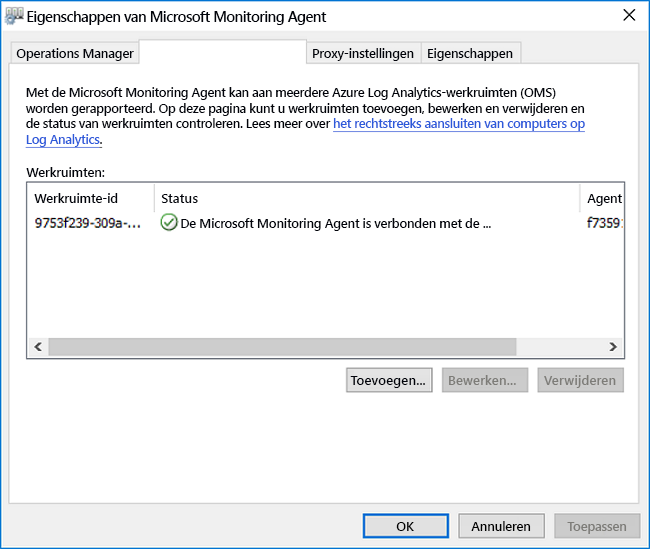 Eigenschappen van Microsoft Monitoring Agent
Operations Manager
Proxy-instellingen
Eigenschappen
Met de Microsoft Monitoring Agent kan aan meerdere Azure Log Analytics-werkruimten (OMS)
worden gerapporteerd. Op deze pagina kunt u werkruimten toevoegen, bewerken en verwijderen en
de status van werkruimten controleren. Lees meer over het rechtstreeks aansluiten van computers op
Log Analytics.
Werkruimten:
Werkruimte-id Status Agent
9753f239-309a-... De Microsoft Monitoring Agent is verbonden met de ... f7359
Toevoegen... Bewerken... Verwijderen
OK Annuleren Toepassen